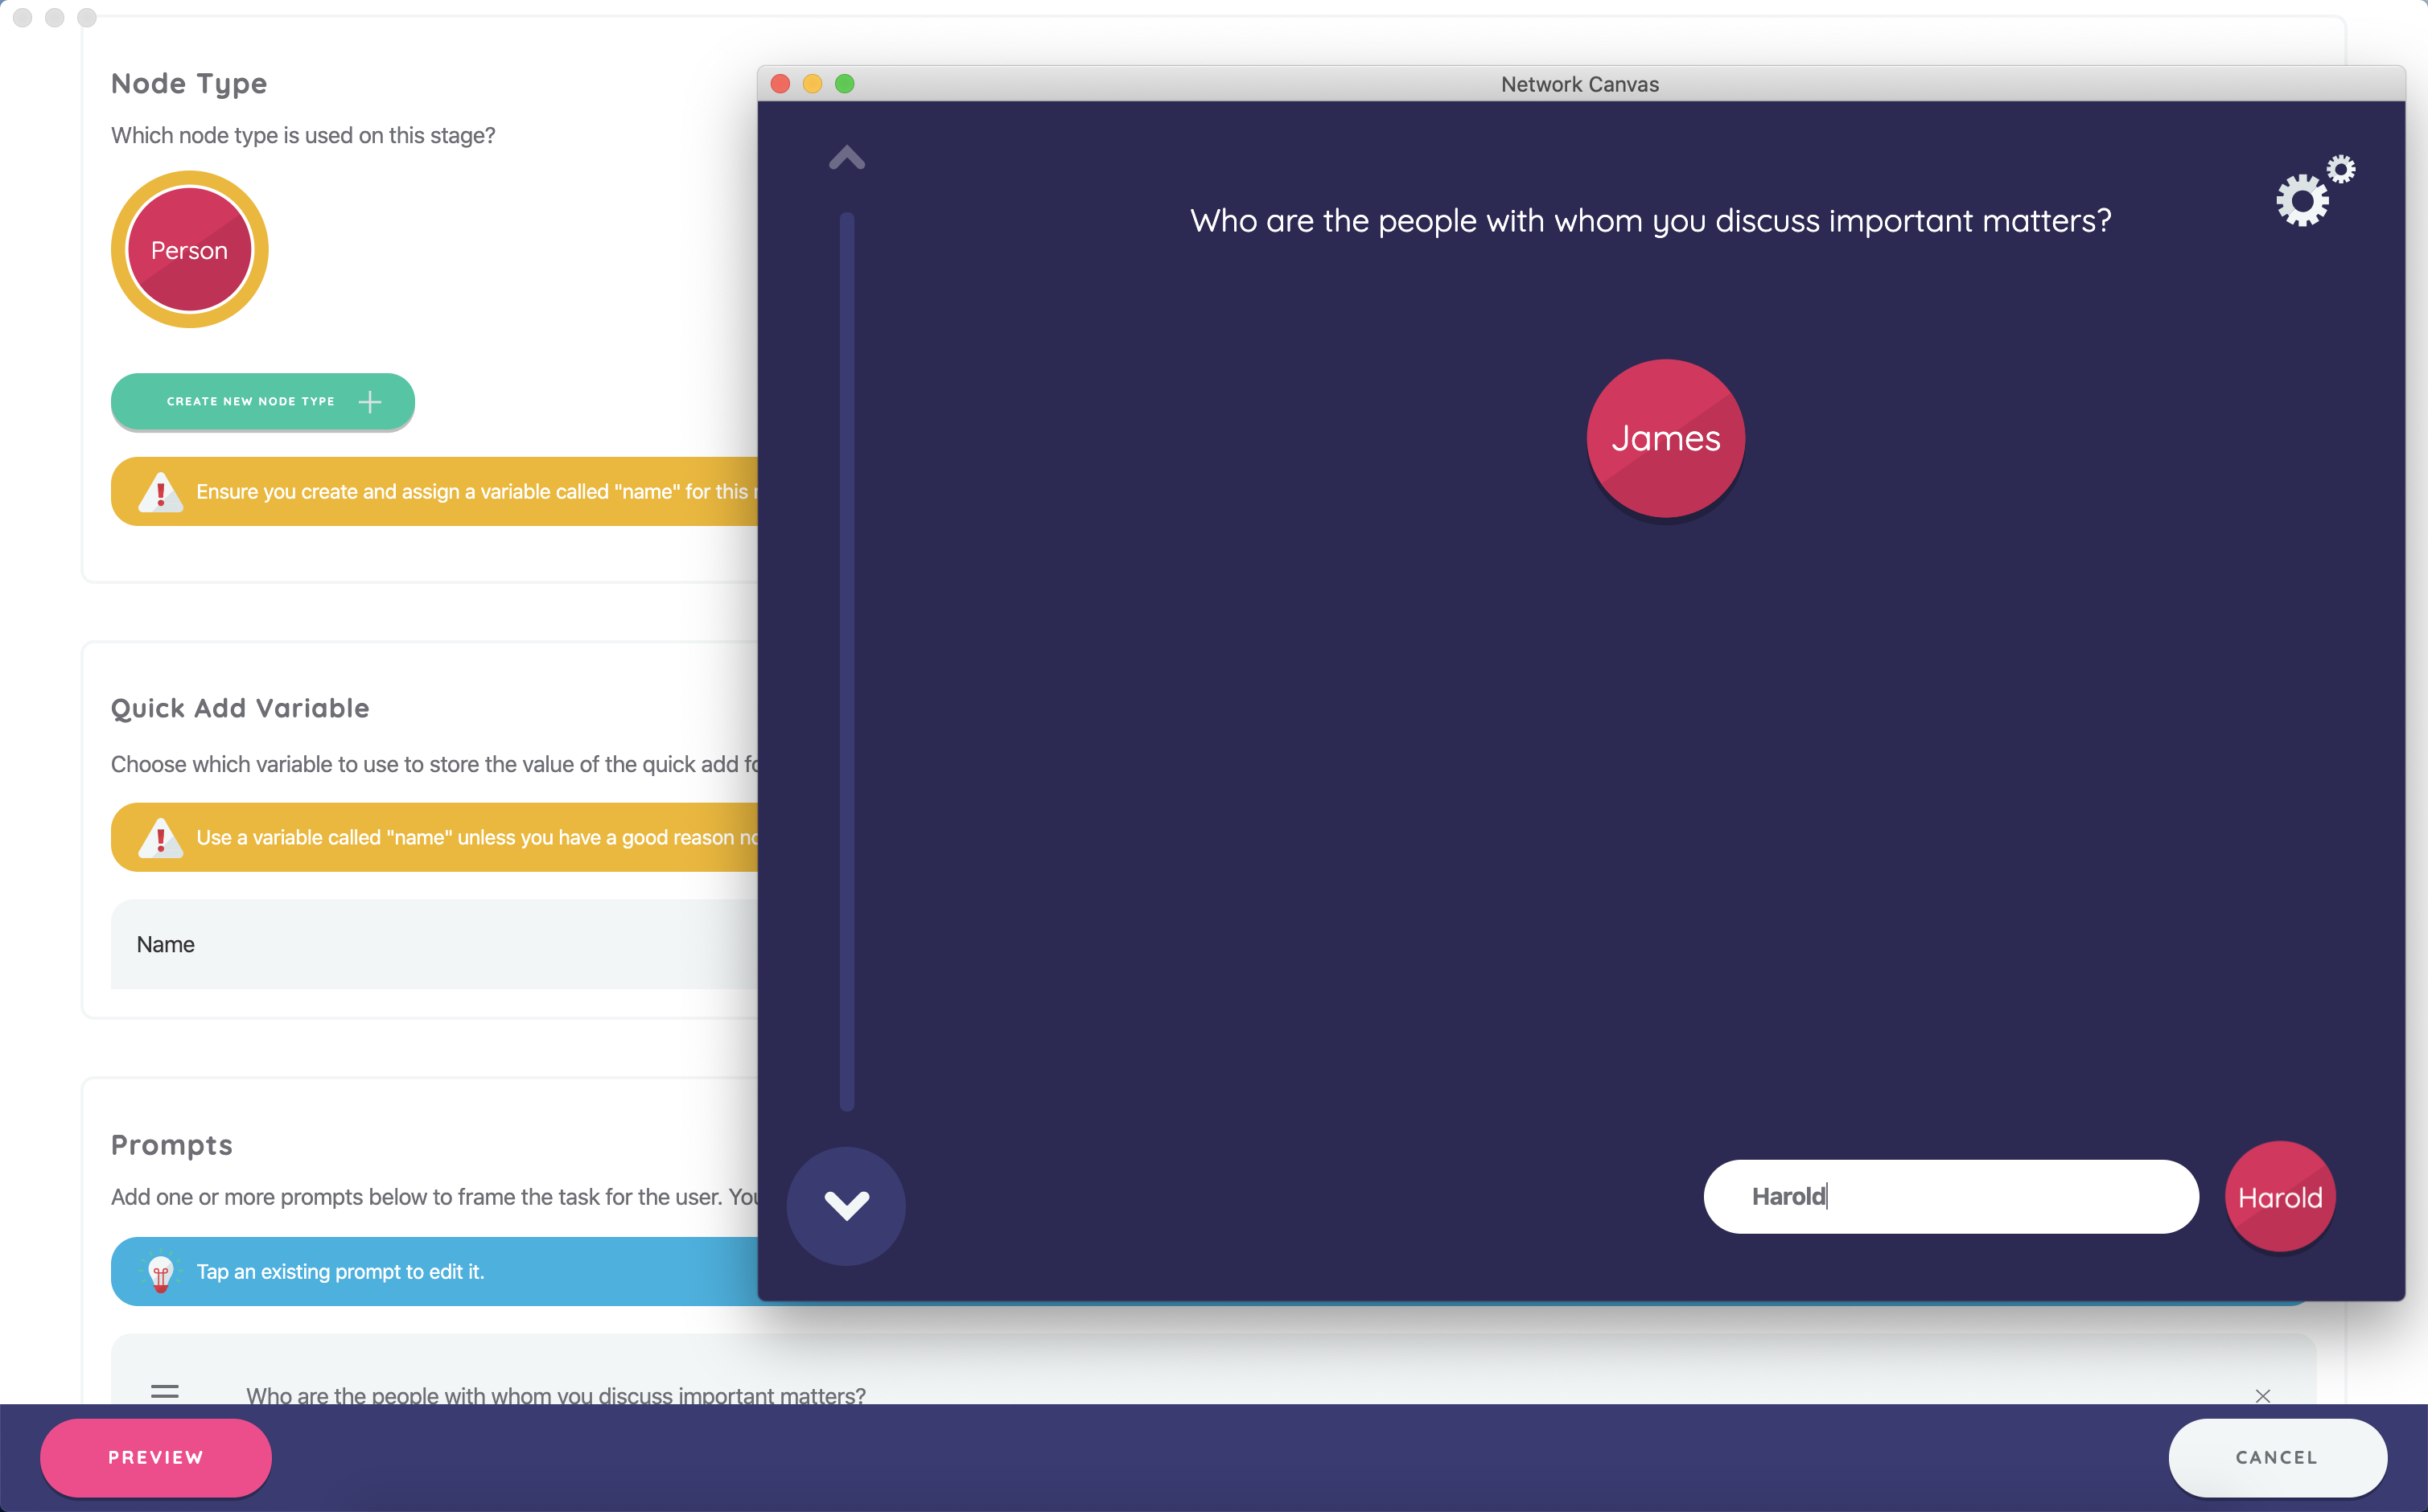 Node Type
Which node type is used on this stage?
Person
CREATE NEW NODE TYPE
Ensure you create and assign a variable called "name" for this
Quick Add Variable
Choose which variable to use to store the value of the quick add
Use a variable called "name" unless you have a good reason
Name
Prompts
Add one or more prompts below to frame the task for the user.
Tap an existing prompt to edit it.
Who are the people with whom you discuss important matters?
PREVIEW
CANCEL
Network Canvas
Who are the people with whom you discuss important matters?
James
Harold
Harold